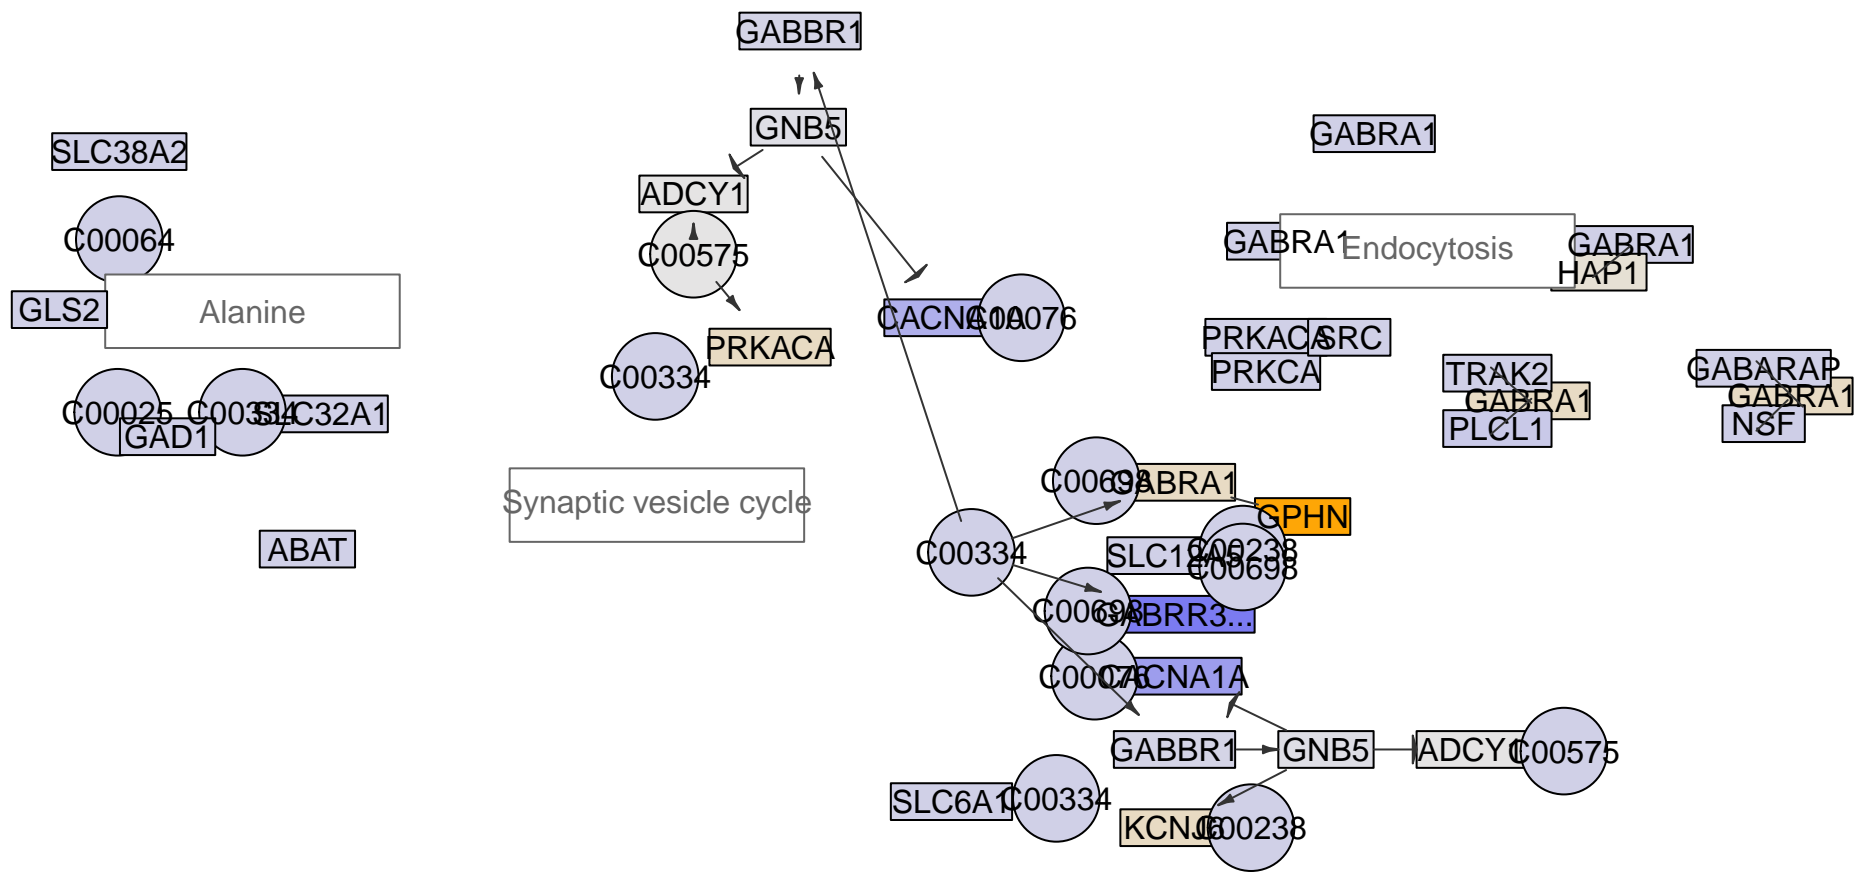 GABBR1
GNB5
GABRA1
SLC38A2
ADCY1
C00064
C00575
GABRA1
Endocytosis
GABRA1
HAP1
GLS2
Alanine
CACNA1A
C00076
PRKACA
C00334
PRKACA
SRC
PRKCA
TRAK2
GABARAP
GABRA1
GABRA1
PLCL1
NSF
C00025
C00334
SLC32A1
GAD1
C00698
GABRA1
GPHN
Synaptic vesicle cycle
ABAT
C00334
SLC12A5
C00238
C00698
C00698
GABRR3...
C00076
CACNA1A
GABBR1
GNB5
ADCY1
C00575
SLC6A1
C00334
KCNJ6
C00238